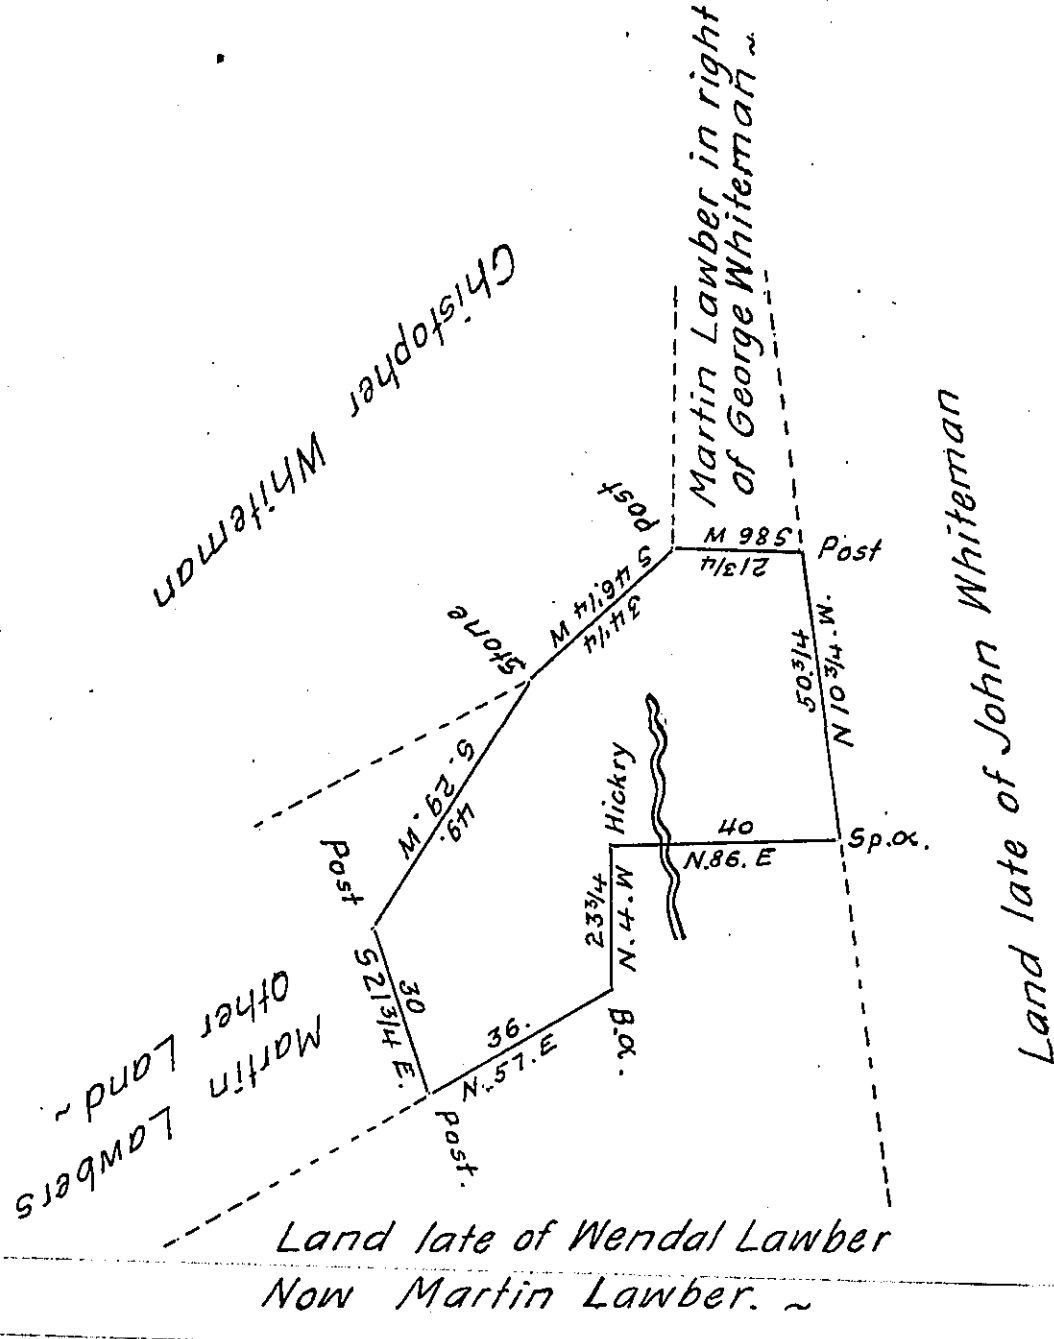 Martin Lawber in right
of George Whiteman ~
Chistopher
Whiteman
Land late of John Whiteman
post
S 86 W
21 3/4
Post
S 46 1/4 W
34 1/4
Stone
50 3/4
N 10 3/4 . W.
S. 29 . W
49.
Hickry
40
N. 86. E
Sp.o.
Post
23 3/4
N. 4. W
S 21 3/4 E.
30
B.o.
36.
N. 57. E
post.
Martin Lawbers
Other Land ~
Land late of Wendal Lawber
Now Martin Lawber. ~